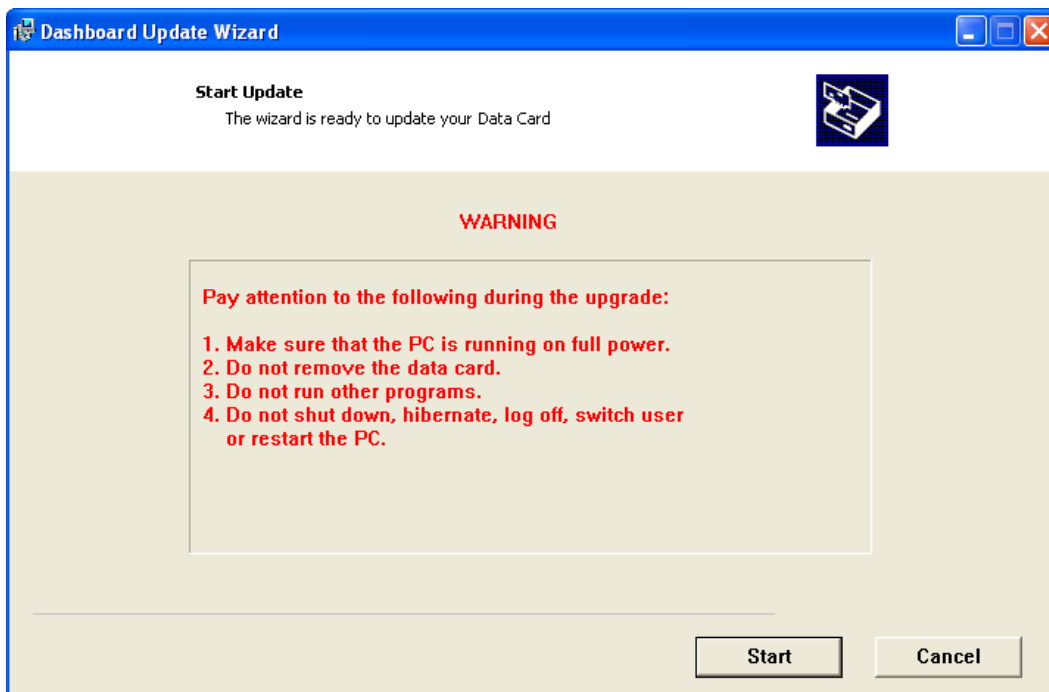 Dashboard Update Wizard
Start Update
The wizard is ready to update your Data Card
WARNING
Pay attention to the following during the upgrade:
1. Make sure that the PC is running on full power.
2. Do not remove the data card.
3. Do not run other programs.
4. Do not shut down, hibernate, log off, switch user
or restart the PC.
Start
Cancel